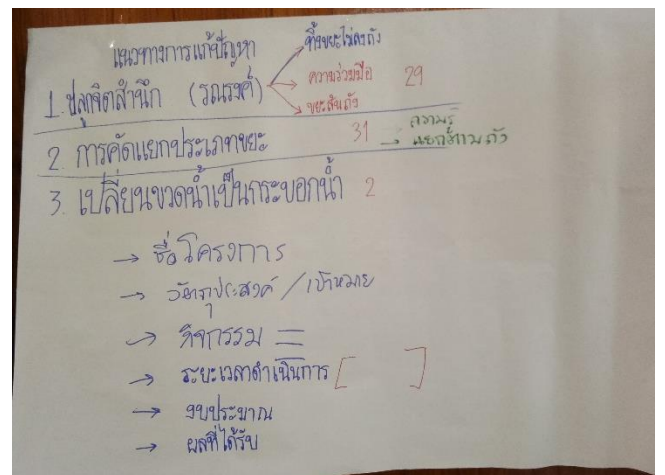 แนวทางการแก้ปัญหา
ทิ้งขยะไม่ลงถัง
1. ปลูกจิตสำนึก (รณรงค์) → ความร่วมมือ 29
ขยะล้นถัง
2. การคัดแยกประเภทขยะ 31 → ความรู้
แยกตามถัง
3. เปลี่ยนขวดน้ำเป็นกระบอกน้ำ 2
→ ชื่อโครงการ
→ วัตถุประสงค์ / เป้าหมาย
→ กิจกรรม
→ ระยะเวลาดำเนินการ [ ]
→ งบประมาณ
→ ผลที่ได้รับ